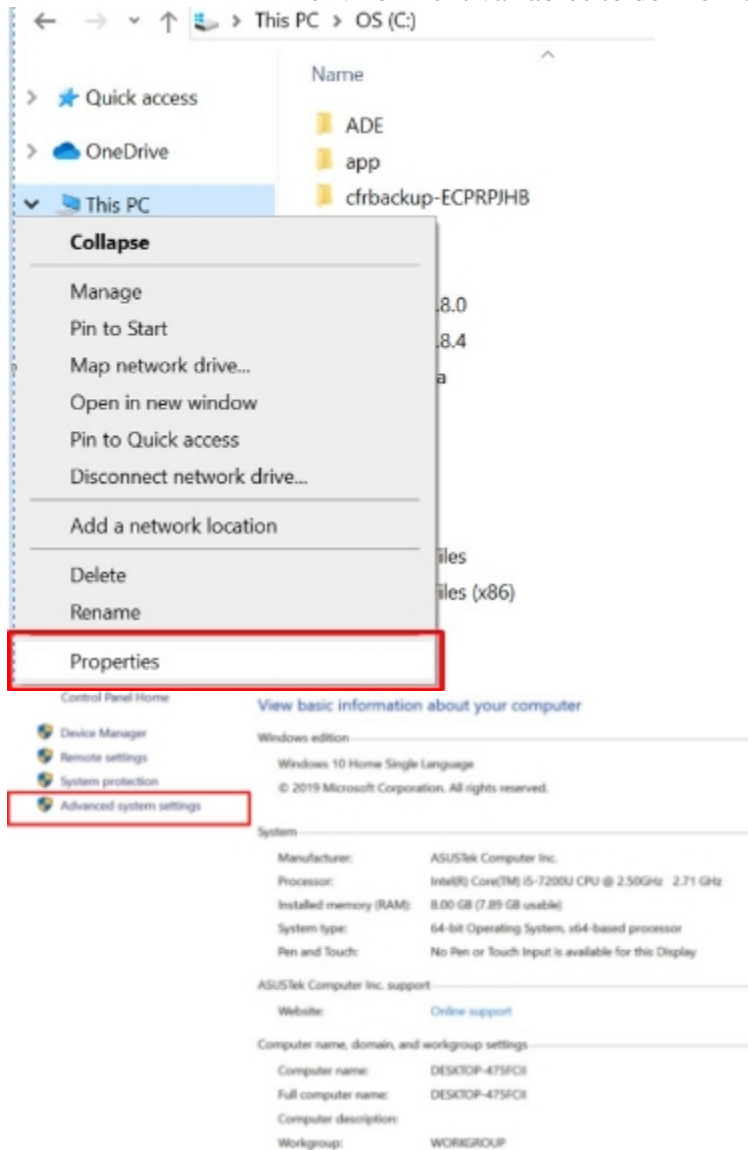 This PC > OS (C:)
Name
Quick access
ADE
OneDrive
app
This PC
cfrbackup-ECPRPJHB
Collapse
Manage
.8.0
Pin to Start
.8.4
Map network drive...
a
Open in new window
Pin to Quick access
Disconnect network drive...
Add a network location
iles
Delete
iles (x86)
Rename
Properties
Control Panel Home
View basic information about your computer
Device Manager
Windows edition
Remote settings
Windows 10 Home Single Language
System protection
© 2019 Microsoft Corporation. All rights reserved.
Advanced system settings
System
Manufacturer: ASUSTek Computer Inc.
Processor: Intel(R) Core(TM) i5-7200U CPU @ 2.50GHz 2.71 GHz
Installed memory (RAM): 8.00 GB (7.89 GB usable)
System type: 64-bit Operating System, x64-based processor
Pen and Touch: No Pen or Touch Input is available for this Display
ASUSTek Computer Inc. support
Website: Online support
Computer name, domain, and workgroup settings
Computer name:
Full computer name:
Computer description:
Workgroup: WORKGROUP